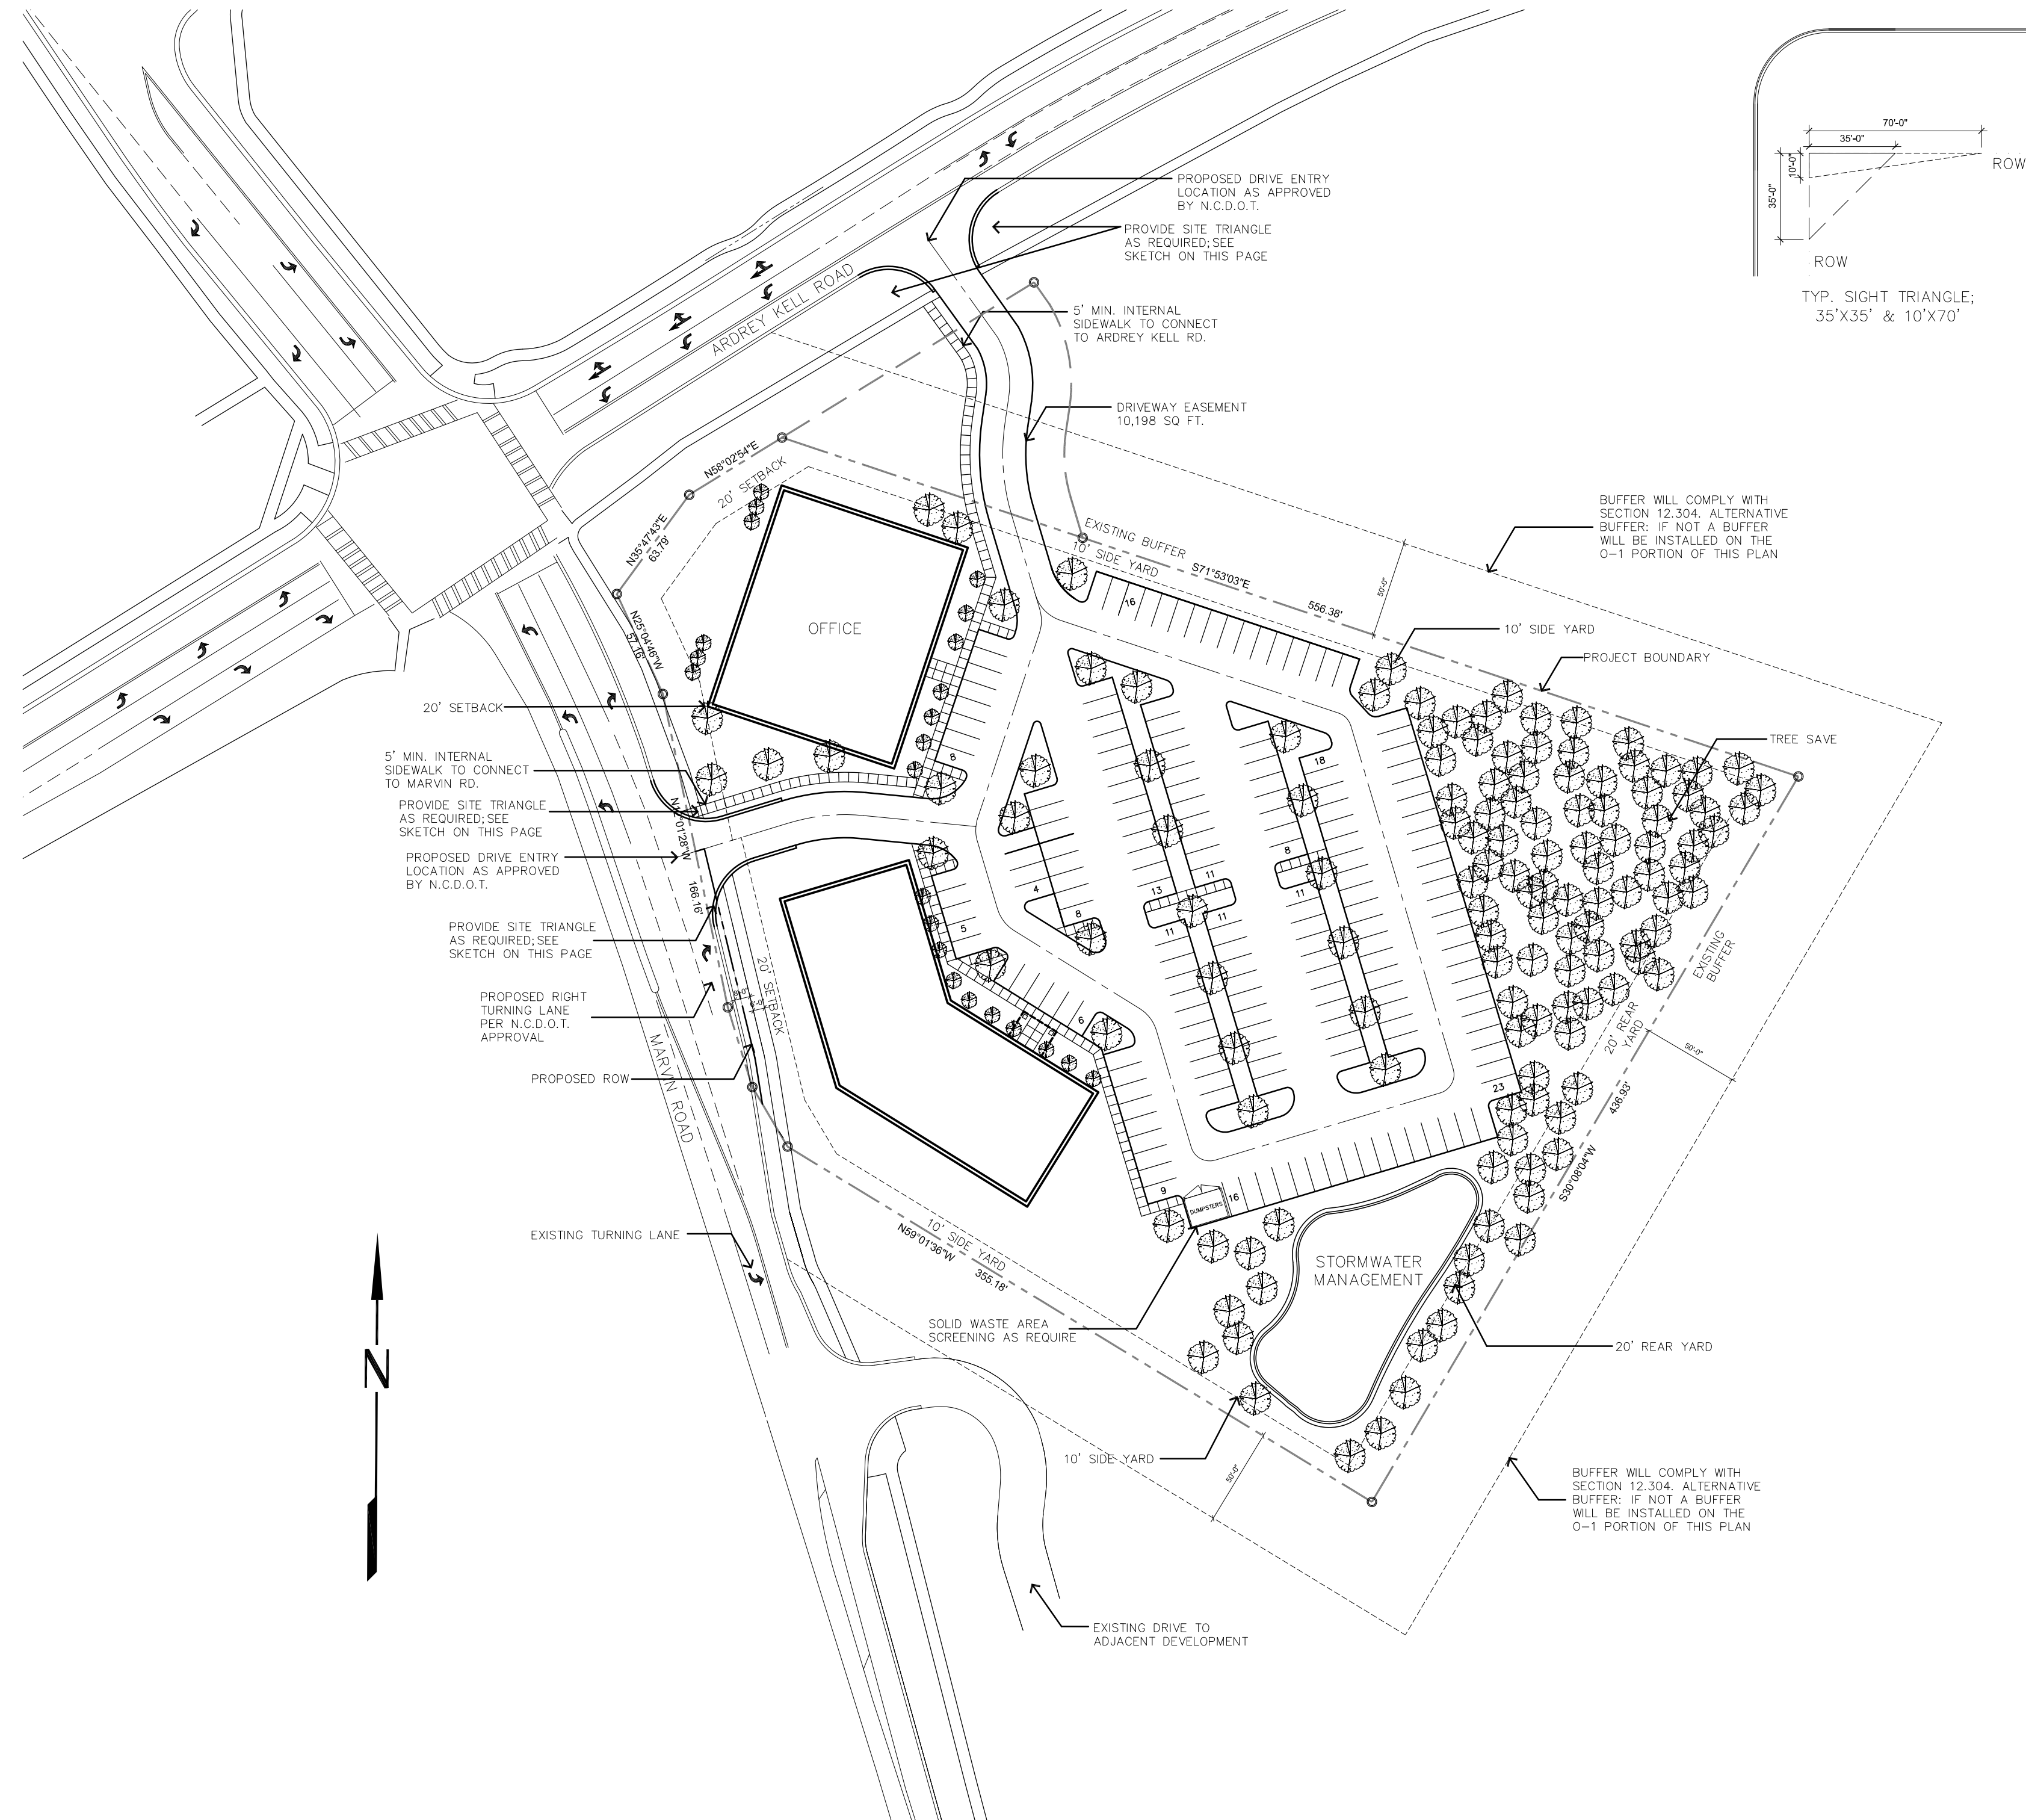 70'-0"
35'-0"
10'-0"
35'-0"
ROW
ROW
TYP. SIGHT TRIANGLE;
35'X35' & 10'X70'
PROPOSED DRIVE ENTRY
LOCATION AS APPROVED
BY N.C.D.O.T.
PROVIDE SITE TRIANGLE
AS REQUIRED; SEE
SKETCH ON THIS PAGE
ARDREY KELL ROAD
5' MIN. INTERNAL
SIDEWALK TO CONNECT
TO ARDREY KELL RD.
DRIVEWAY EASEMENT
10,198 SQ FT.
N58°02'54"E
20' SETBACK
N35°47'43"E
63.79'
N25°04'46"W
57.16'
EXISTING BUFFER
10' SIDE YARD
S71°53'03"E
556.38'
50'-0"
BUFFER WILL COMPLY WITH
SECTION 12.304. ALTERNATIVE
BUFFER: IF NOT A BUFFER
WILL BE INSTALLED ON THE
O-1 PORTION OF THIS PLAN
16
OFFICE
10' SIDE YARD
PROJECT BOUNDARY
20' SETBACK
TREE SAVE
5' MIN. INTERNAL
SIDEWALK TO CONNECT
TO MARVIN RD.
8
18
PROVIDE SITE TRIANGLE
AS REQUIRED; SEE
SKETCH ON THIS PAGE
N12°01'28"W
166.16'
PROPOSED DRIVE ENTRY
LOCATION AS APPROVED
BY N.C.D.O.T.
4
8
13
11
11
11
8
11
5
PROVIDE SITE TRIANGLE
AS REQUIRED; SEE
SKETCH ON THIS PAGE
20' SETBACK
EXISTING
BUFFER
PROPOSED RIGHT
TURNING LANE
PER N.C.D.O.T.
APPROVAL
6
20' REAR
YARD
50'-0"
MARVIN ROAD
PROPOSED ROW
23
436.93'
S30°08'04"W
9
DUMPSTERS
16
EXISTING TURNING LANE
10' SIDE YARD
N59°01'36"W
355.18'
STORMWATER
MANAGEMENT
SOLID WASTE AREA
SCREENING AS REQUIRE
20' REAR YARD
10' SIDE YARD
50'-0"
BUFFER WILL COMPLY WITH
SECTION 12.304. ALTERNATIVE
BUFFER: IF NOT A BUFFER
WILL BE INSTALLED ON THE
O-1 PORTION OF THIS PLAN
N
EXISTING DRIVE TO
ADJACENT DEVELOPMENT